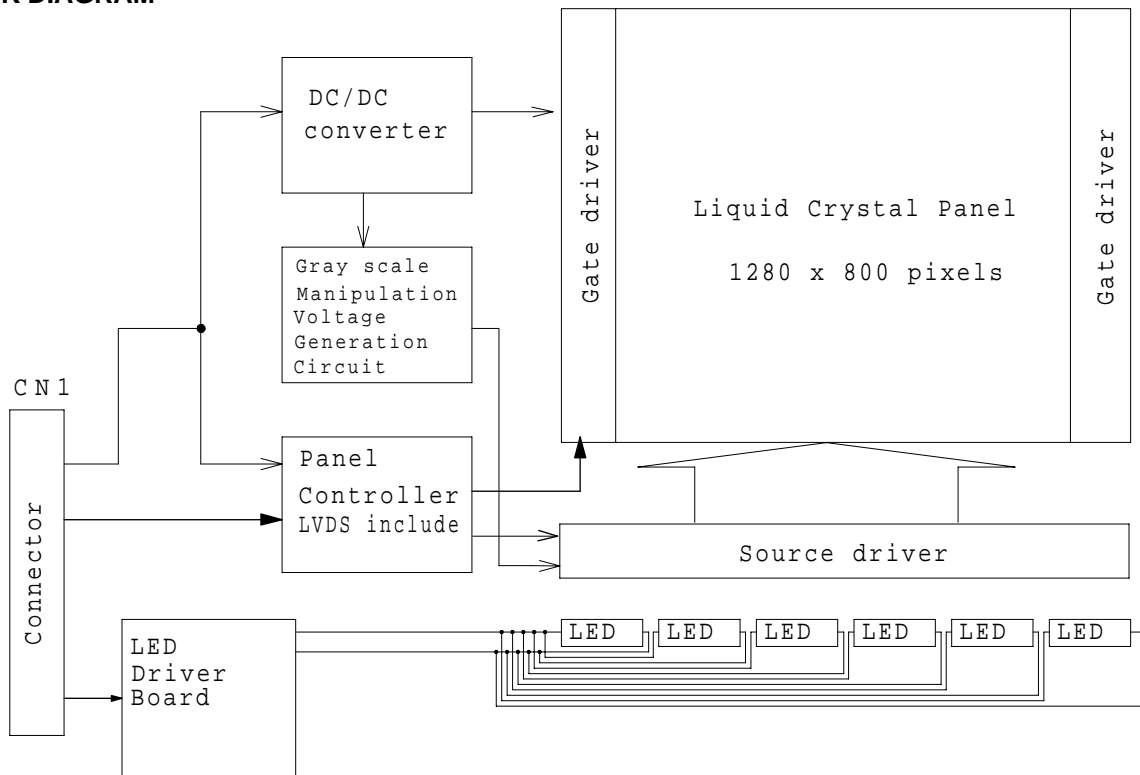 DC/DC
converter
Gray scale
Manipulation
Voltage
Generation
Circuit
Gate driver
Liquid Crystal Panel
1280 x 800 pixels
Gate driver
CN1
Connector
Panel
Controller
LVDS include
Source driver
LED
Driver
Board
LED
LED
LED
LED
LED
LED